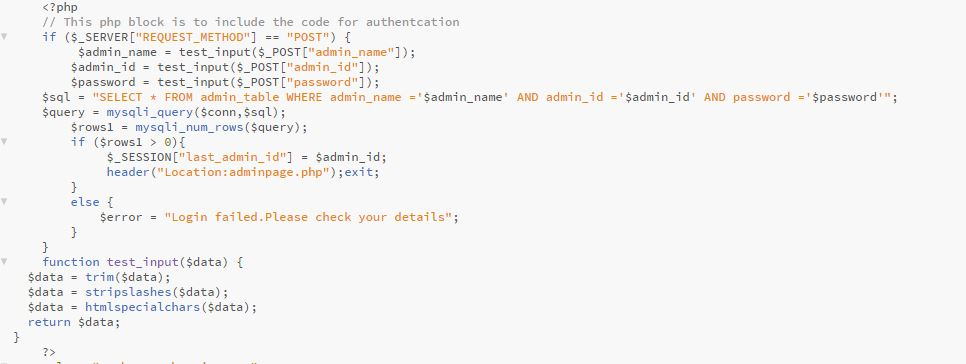 <?php
// This php block is to include the code for authentcation
if ($_SERVER["REQUEST_METHOD"] == "POST") {
$admin_name = test_input($_POST["admin_name"]);
$admin_id = test_input($_POST["admin_id"]);
$password = test_input($_POST["password"]);
$sql = "SELECT * FROM admin_table WHERE admin_name ='$admin_name' AND admin_id ='$admin_id' AND password ='$password'";
$query = mysqli_query($conn,$sql);
$rows1 = mysqli_num_rows($query);
if ($rows1 > 0){
$_SESSION["last_admin_id"] = $admin_id;
header("Location:adminpage.php");exit;
}
else {
$error = "Login failed.Please check your details";
}
}
function test_input($data) {
$data = trim($data);
$data = stripslashes($data);
$data = htmlspecialchars($data);
return $data;
}
?>